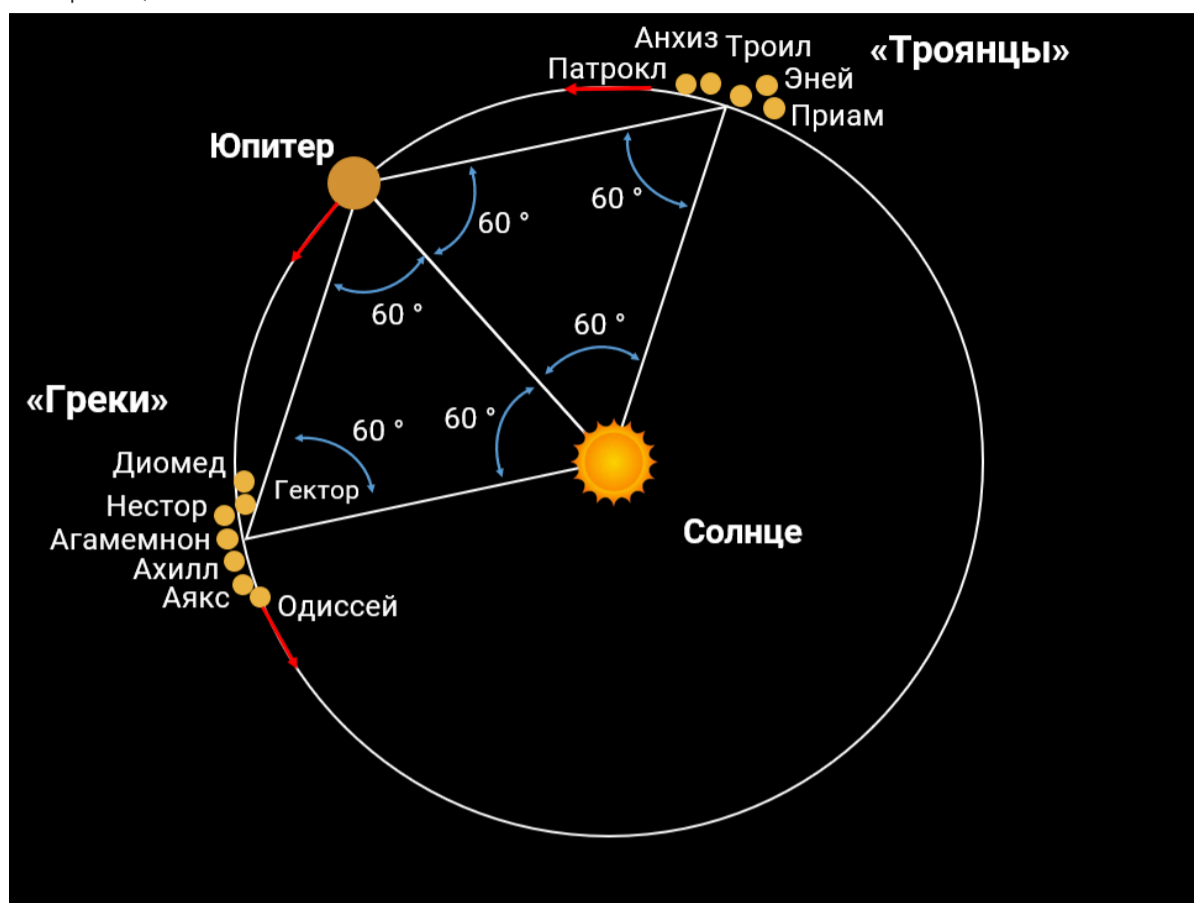 Анхиз
Троил
«Троянцы»
Патрокл
Эней
Приам
Юпитер
60 °
60 °
60 °
60 °
«Греки»
60 °
60 °
Диомед
Гектор
Нестор
Агамемнон
Ахилл
Аякс
Одиссей
Солнце